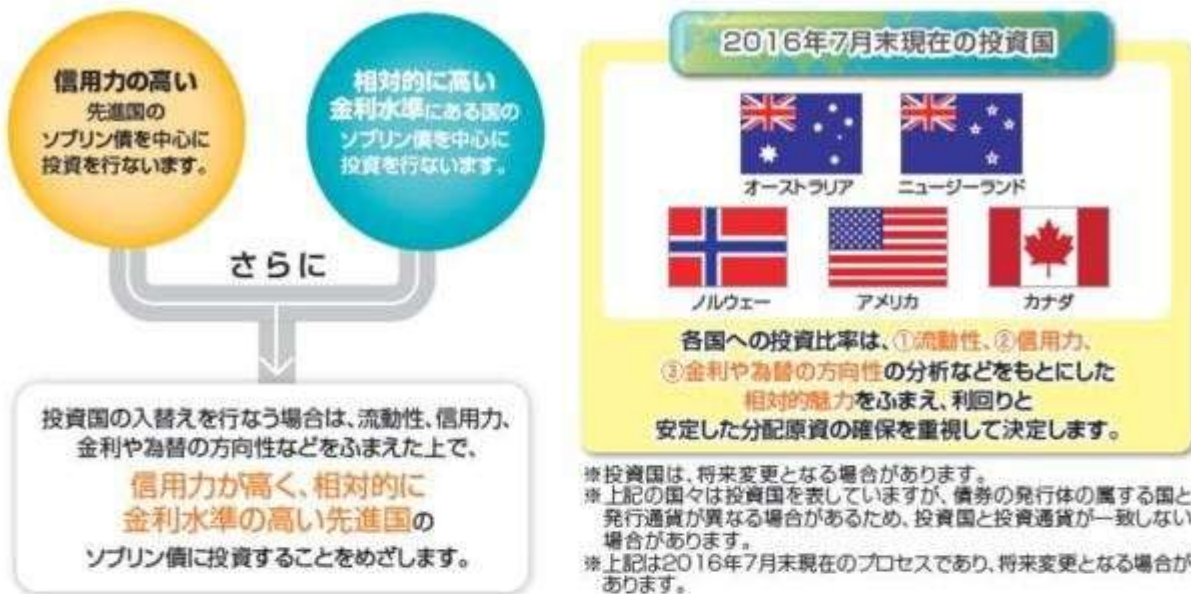 信用力の高い
先進国の
ソブリン債を中心に
投資を行ないます。
相対的に高い
金利水準にある国の
ソブリン債を中心に
投資を行ないます。
さらに
投資国の入替えを行なう場合は、流動性、信用力、
金利や為替の方向性などをふまえた上で、
信用力が高く、相対的に
金利水準の高い先進国の
ソブリン債に投資することをめざします。
2016年7月末現在の投資国
オーストラリア
ニュージーランド
ノルウェー
アメリカ
カナダ
各国への投資比率は、①流動性、②信用力、
③金利や為替の方向性の分析などをもとにした
相対的魅力をふまえ、利回りと
安定した分配原資の確保を重視して決定します。
※投資国は、将来変更となる場合があります。
※上記の国々は投資国を表していますが、債券の発行体の属する国と
発行通貨が異なる場合があるため、投資国と投資通貨が一致しない
場合があります。
※上記は2016年7月末現在のプロセスであり、将来変更となる場合が
あります。